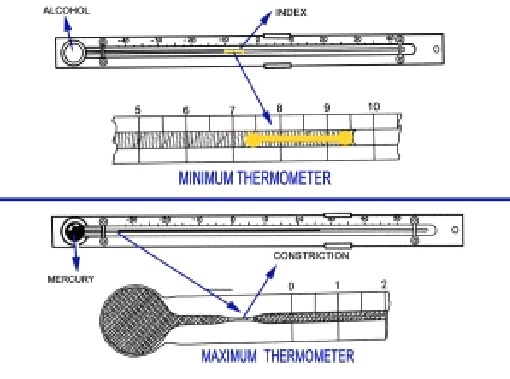 ALCOHOL
INDEX
5 6 7 8 9 10
MINIMUM THERMOMETER
MERCURY
CONSTRICTION
0 1 2
MAXIMUM THERMOMETER